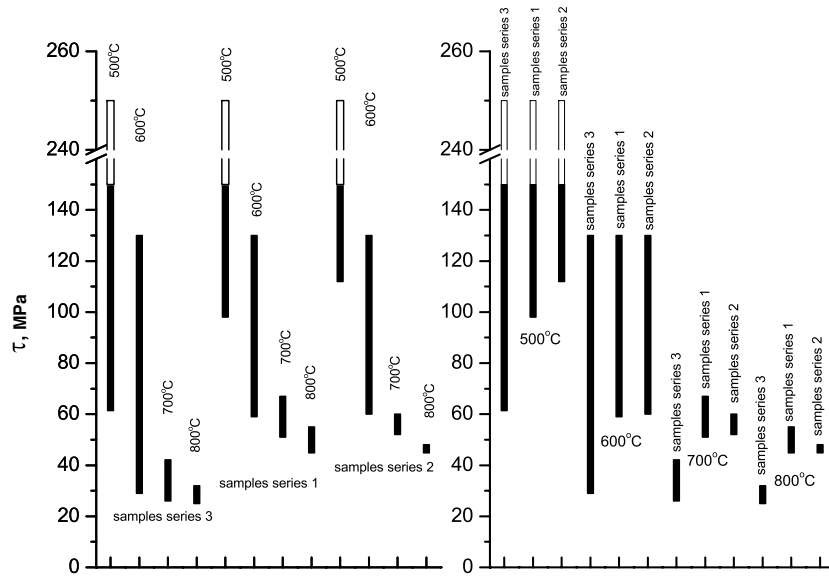 260
240
140
120
100
80
60
40
20
0
τ, MPa
500°C
600°C
700°C
800°C
samples series 3
500°C
600°C
700°C
800°C
samples series 1
500°C
600°C
700°C
800°C
samples series 2
260
240
140
120
100
80
60
40
20
0
samples series 3
samples series 1
samples series 2
500°C
samples series 3
samples series 1
samples series 2
600°C
samples series 3
samples series 1
samples series 2
700°C
samples series 3
samples series 1
samples series 2
800°C